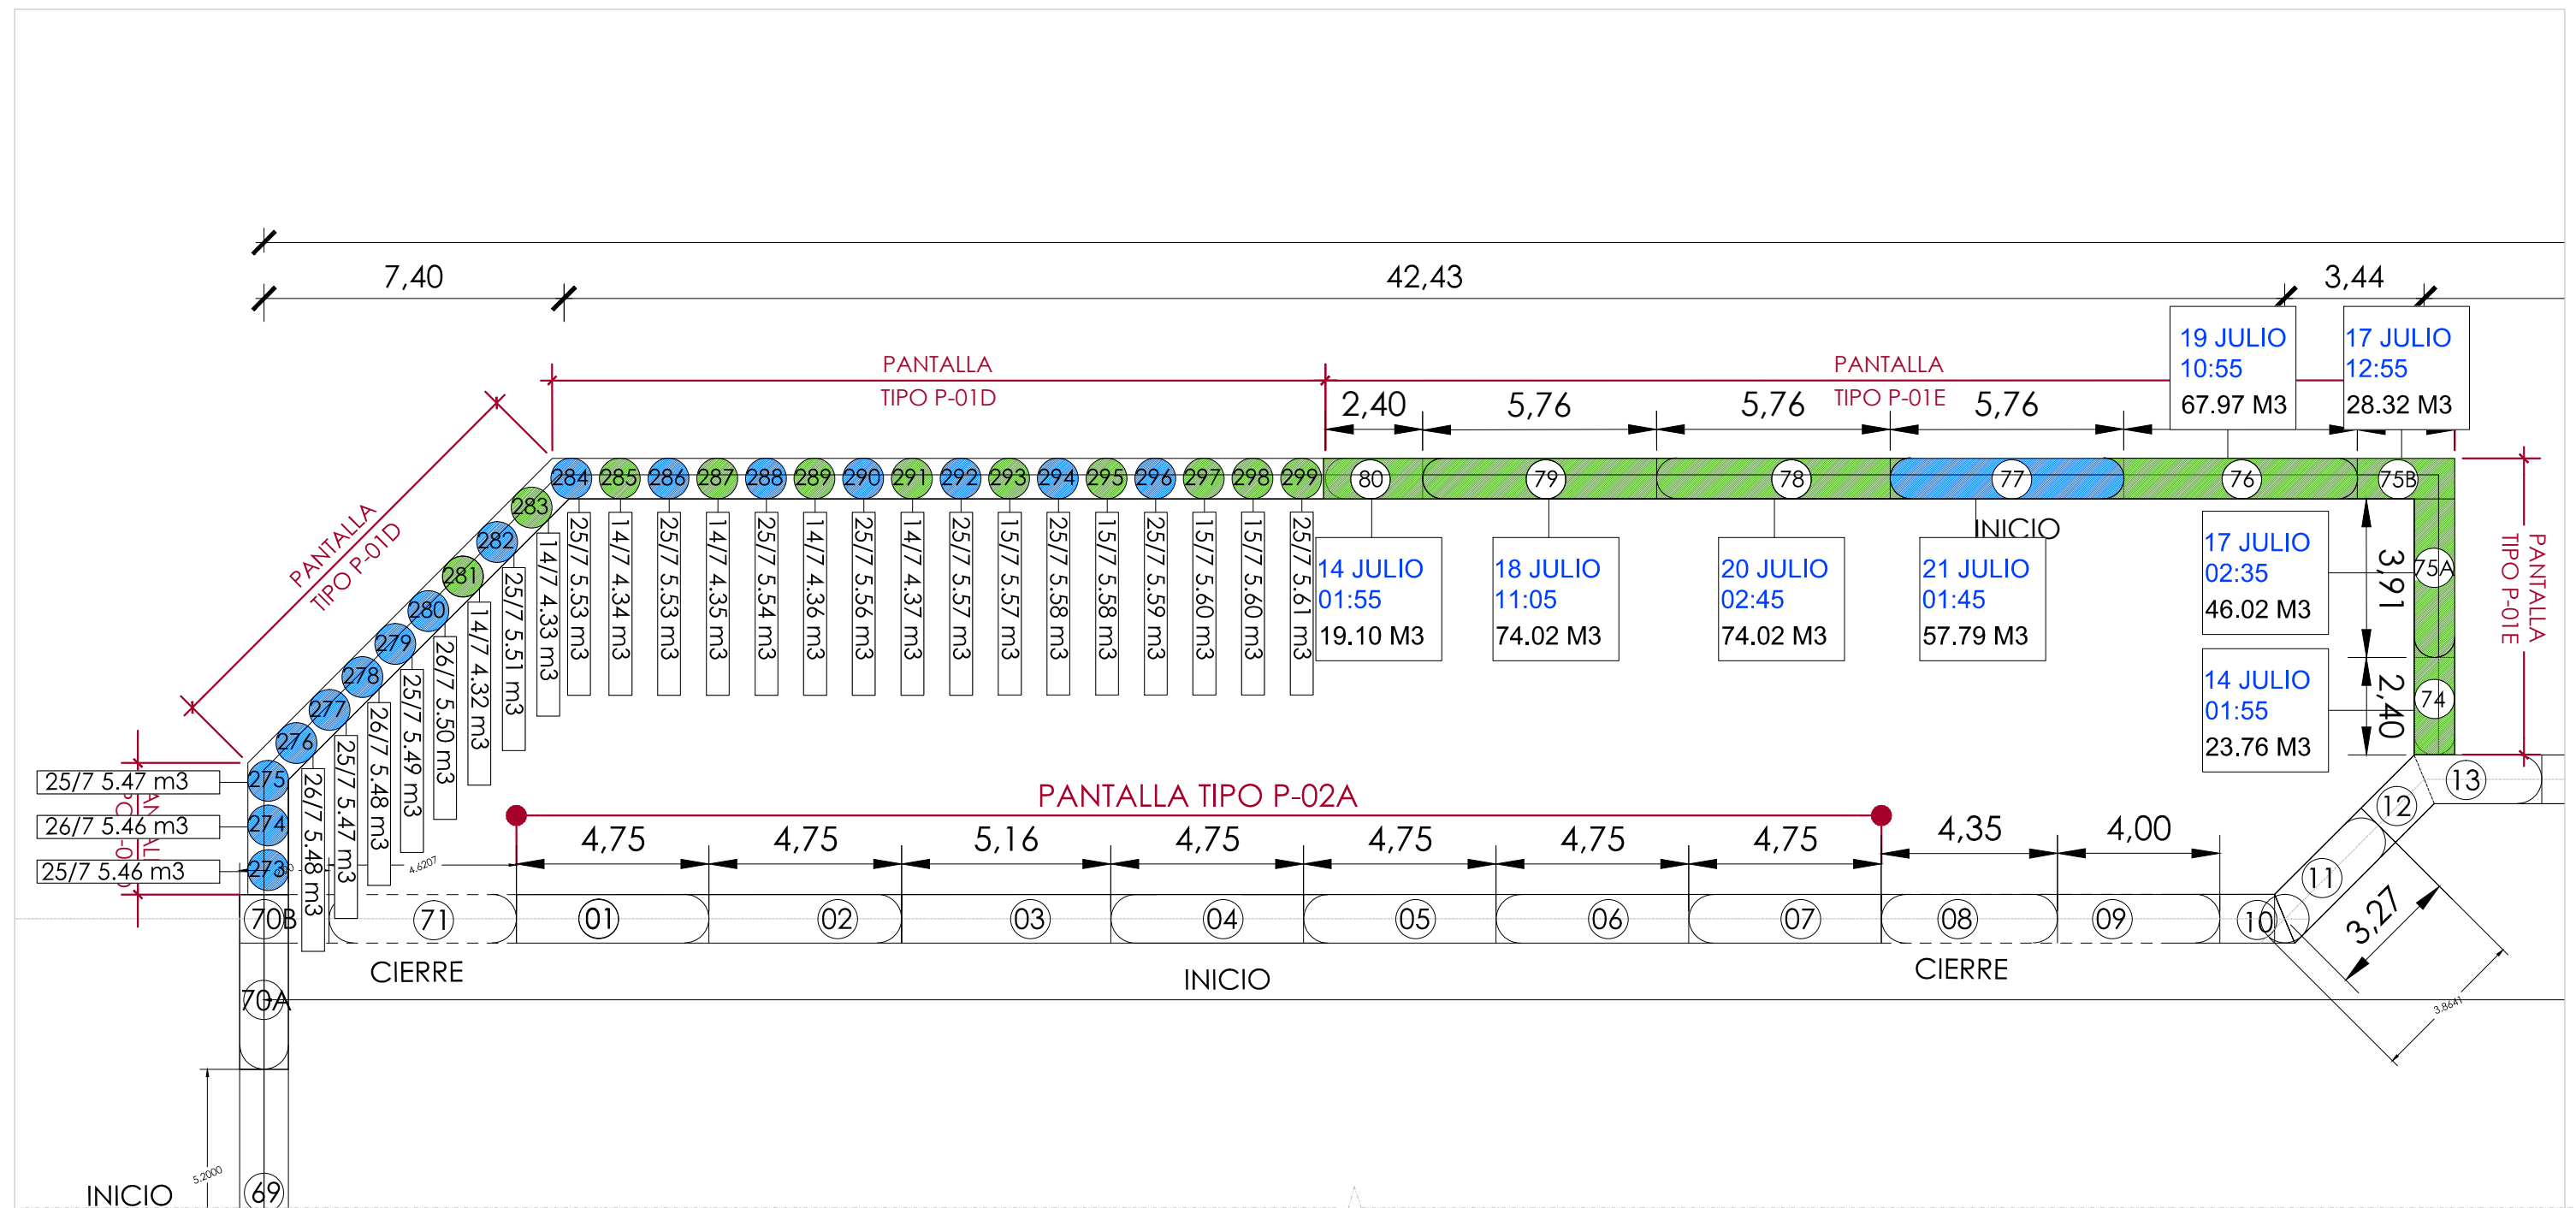 7,40
42,43
3,44
PANTALLA
TIPO P-01D
PANTALLA
TIPO P-01E
19 JULIO
10:55
67.97 M3
17 JULIO
12:55
28.32 M3
2,40
5,76
5,76
5,76
PANTALLA
TIPO P-01D
284
285
286
287
288
289
290
291
292
293
294
295
296
297
298
299
80
79
78
77
76
75B
283
282
281
280
279
278
277
276
275
274
273
25/7 5.53 m3
14/7 4.34 m3
25/7 5.53 m3
14/7 4.35 m3
25/7 5.54 m3
14/7 4.36 m3
25/7 5.56 m3
14/7 4.37 m3
25/7 5.57 m3
15/7 5.57 m3
25/7 5.58 m3
15/7 5.58 m3
25/7 5.59 m3
15/7 5.60 m3
15/7 5.60 m3
25/7 5.61 m3
14/7 4.33 m3
25/7 5.51 m3
14/7 4.32 m3
26/7 5.50 m3
25/7 5.49 m3
26/7 5.48 m3
25/7 5.47 m3
26/7 5.48 m3
25/7 5.47 m3
26/7 5.46 m3
25/7 5.46 m3
INICIO
14 JULIO
01:55
19.10 M3
18 JULIO
11:05
74.02 M3
20 JULIO
02:45
74.02 M3
21 JULIO
01:45
57.79 M3
17 JULIO
02:35
46.02 M3
14 JULIO
01:55
23.76 M3
3,91
2,40
75A
74
PANTALLA
TIPO P-01E
PANTALLA TIPO P-02A
4,75
4,75
5,16
4,75
4,75
4,75
4,75
4,35
4,00
4.6207
70B
71
01
02
03
04
05
06
07
08
09
10
11
12
13
3,27
3.8641
CIERRE
INICIO
CIERRE
70A
5.2000
INICIO
69